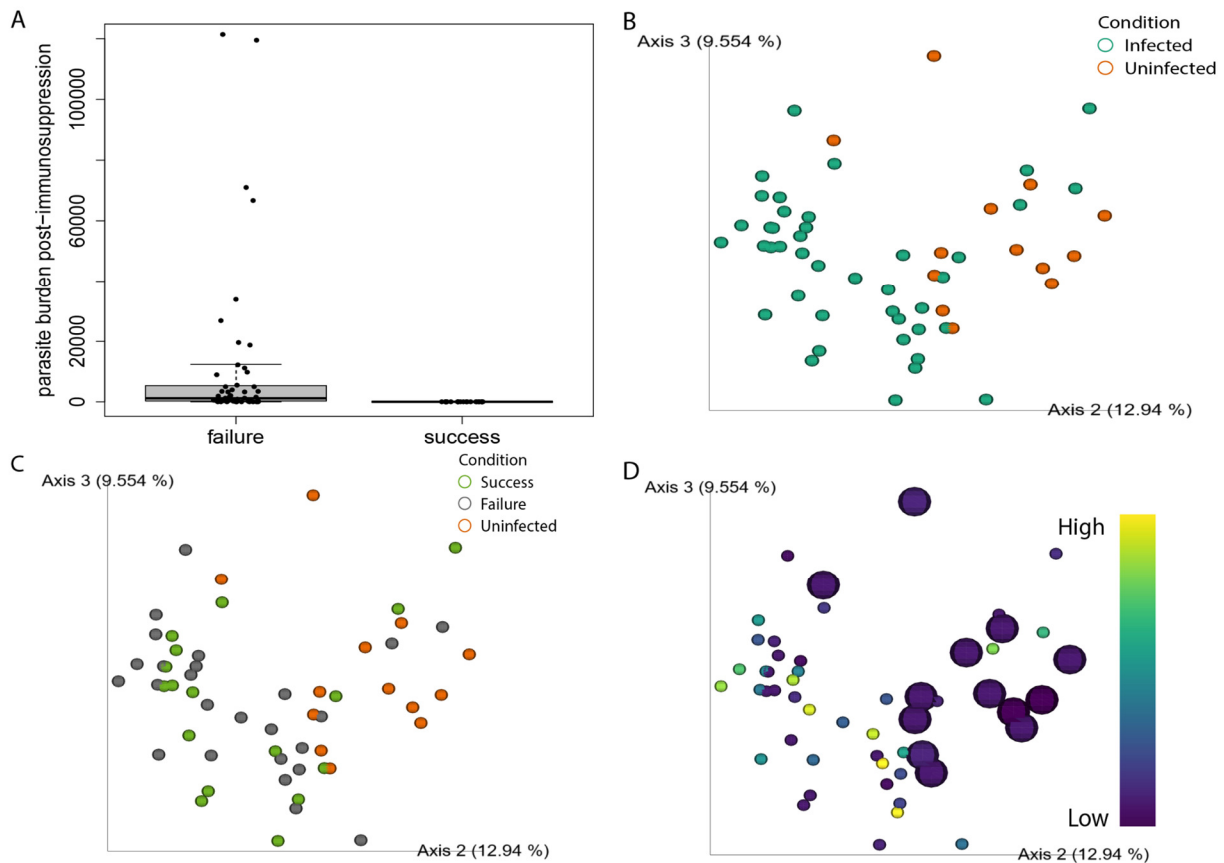 A
parasite burden post−immunosuppression
0
20000
60000
100000
failure
success
B
Axis 3 (9.554 %)
Condition
Infected
Uninfected
Axis 2 (12.94 %)
C
Axis 3 (9.554 %)
Condition
Success
Failure
Uninfected
Axis 2 (12.94 %)
D
Axis 3 (9.554 %)
High
Low
Axis 2 (12.94 %)